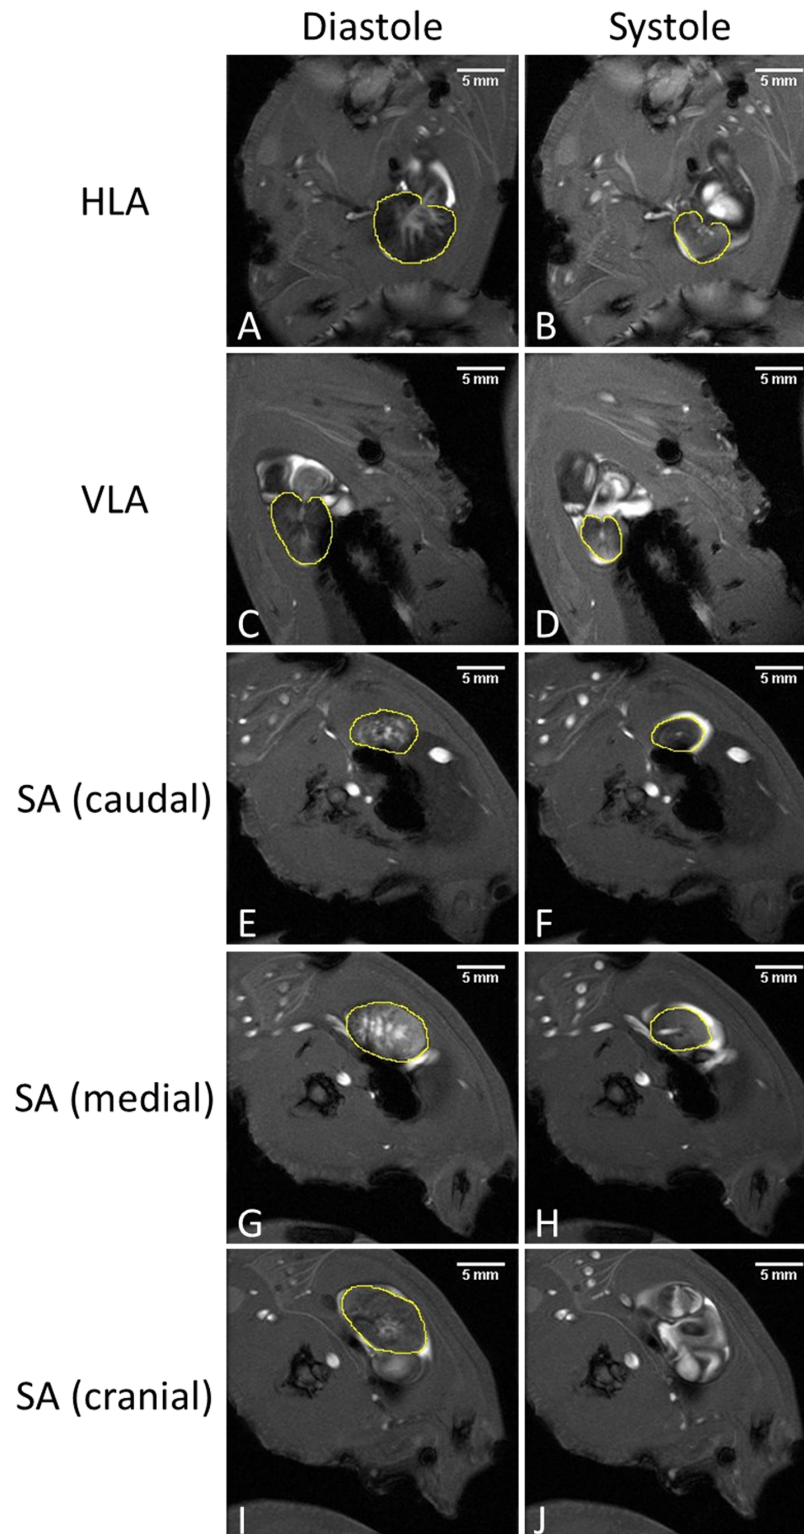 Diastole Systole
HLA
5 mm 5 mm
A B
VLA
5 mm 5 mm
C D
SA (caudal)
5 mm 5 mm
E F
SA (medial)
5 mm 5 mm
G H
SA (cranial)
5 mm 5 mm
I J